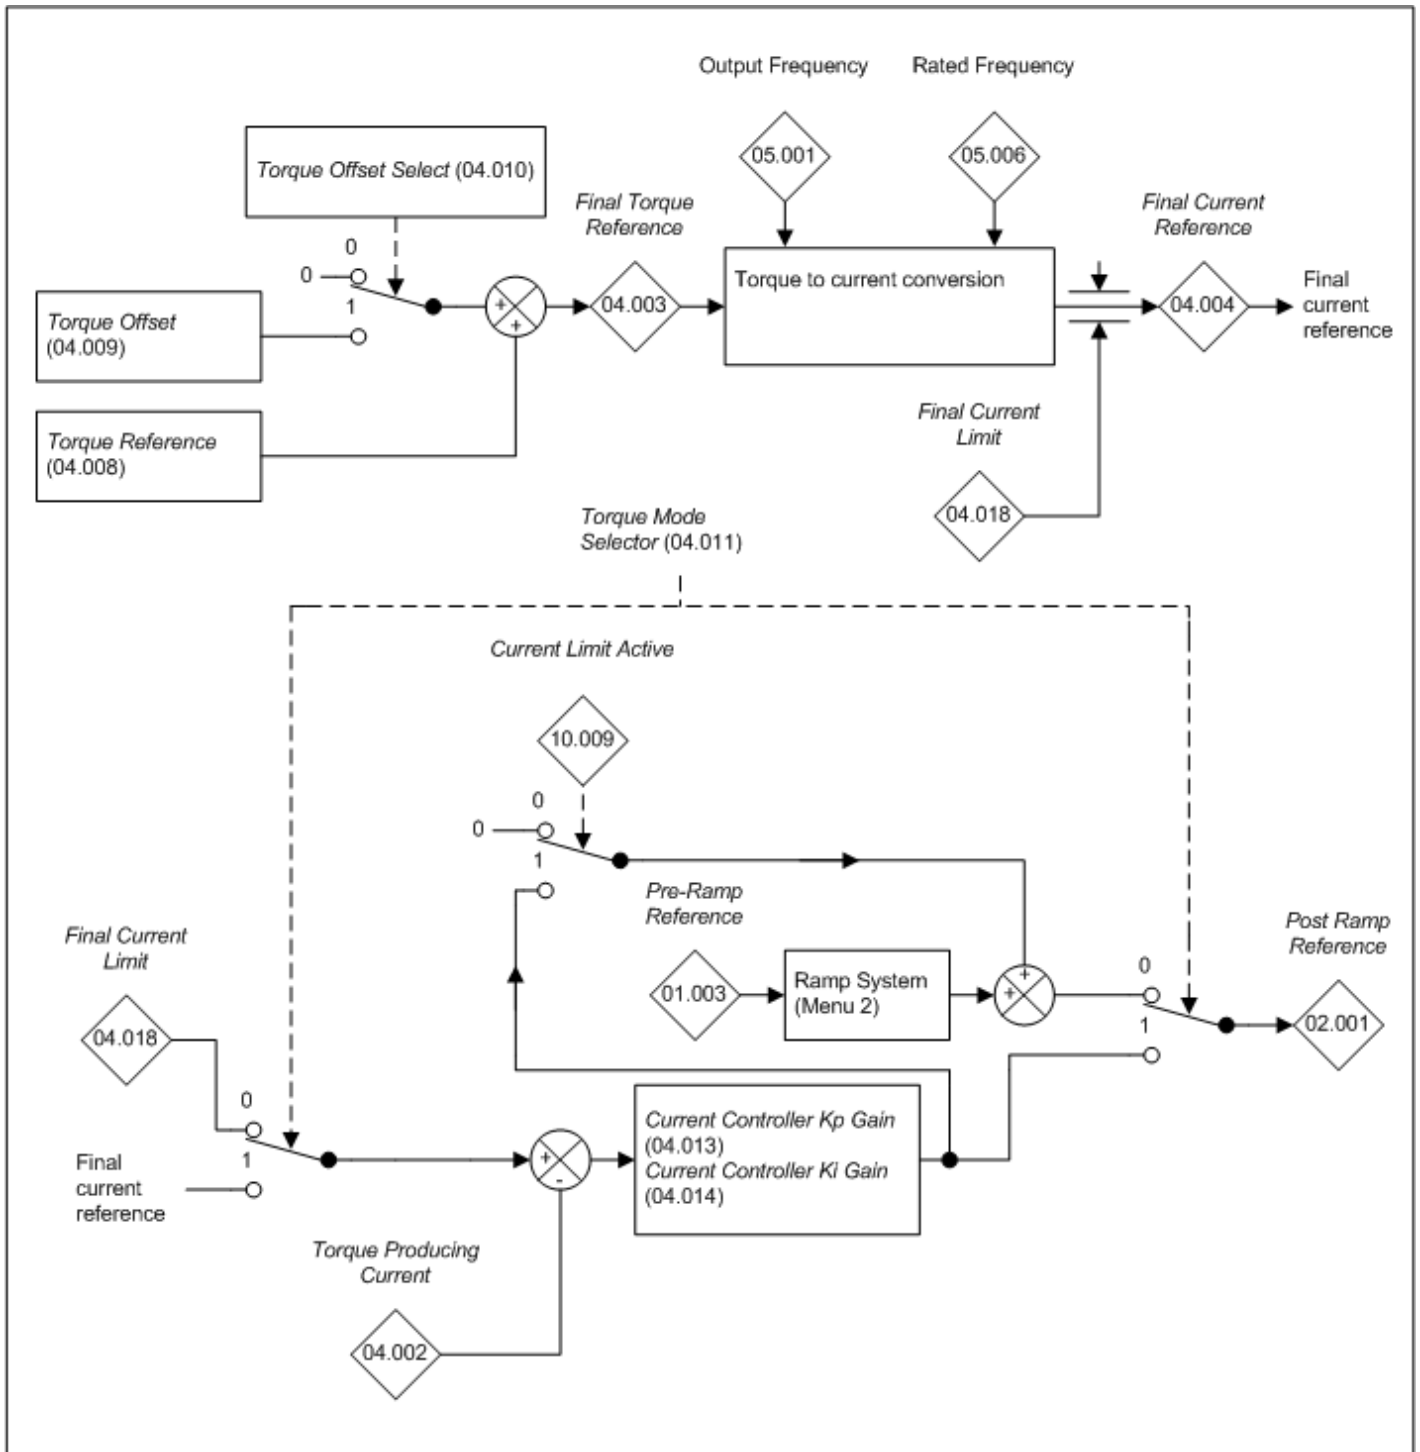 Output Frequency
Rated Frequency
05.001
05.006
Torque Offset Select (04.010)
Final Torque
Reference
Final Current
Reference
0
0
1
Torque Offset
(04.009)
+
+
04.003
Torque to current conversion
04.004
Final
current
reference
Torque Reference
(04.008)
Final Current
Limit
04.018
Torque Mode
Selector (04.011)
Current Limit Active
10.009
0
0
1
Pre-Ramp
Reference
Final Current
Limit
Post Ramp
Reference
01.003
Ramp System
(Menu 2)
+
+
0
1
02.001
04.018
0
1
Final
current
reference
+
-
Current Controller Kp Gain
(04.013)
Current Controller Ki Gain
(04.014)
Torque Producing
Current
04.002